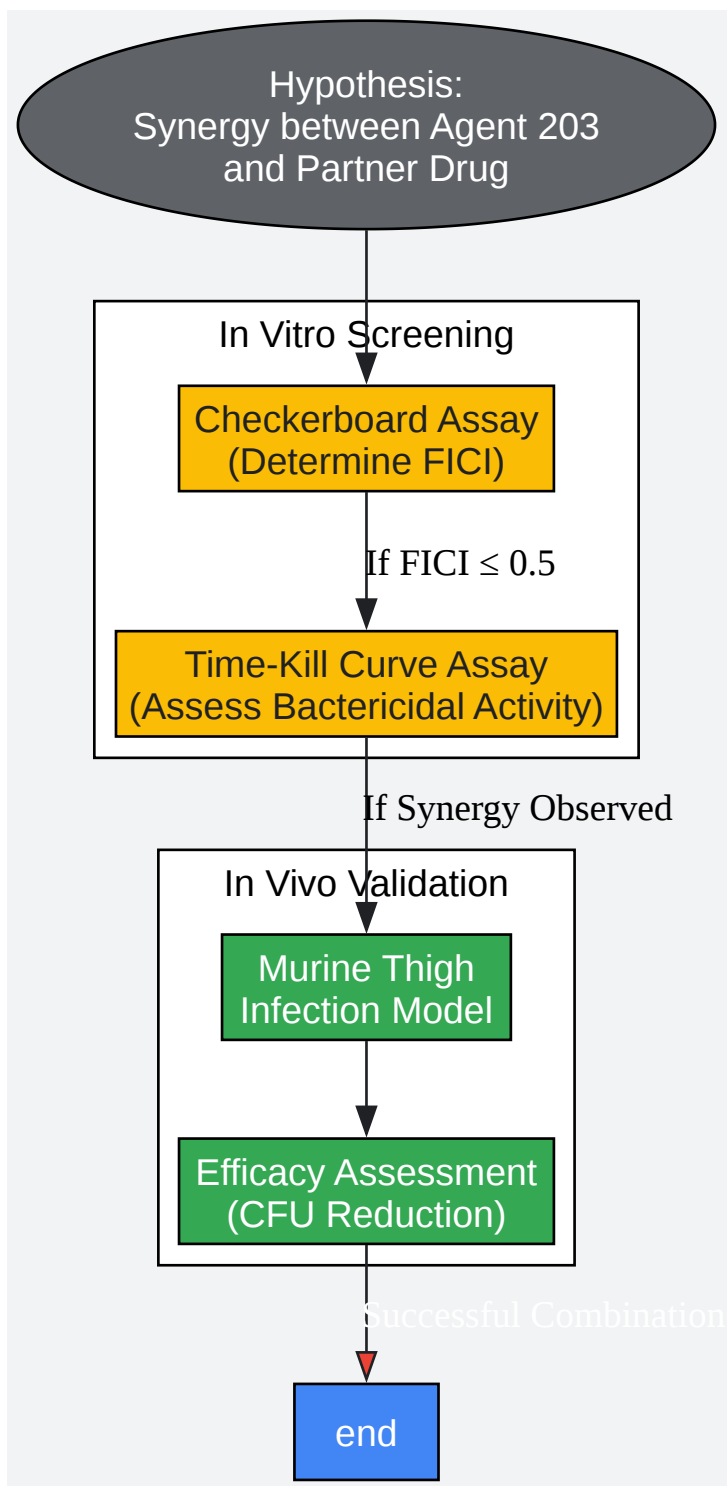 Hypothesis:
Synergy between Agent 203
and Partner Drug
In Vitro Screening
Checkerboard Assay
(Determine FICI)
If FICI ≤ 0.5
Time-Kill Curve Assay
(Assess Bactericidal Activity)
If Synergy Observed
In Vivo Validation
Murine Thigh
Infection Model
Efficacy Assessment
(CFU Reduction)
Successful Combination
end